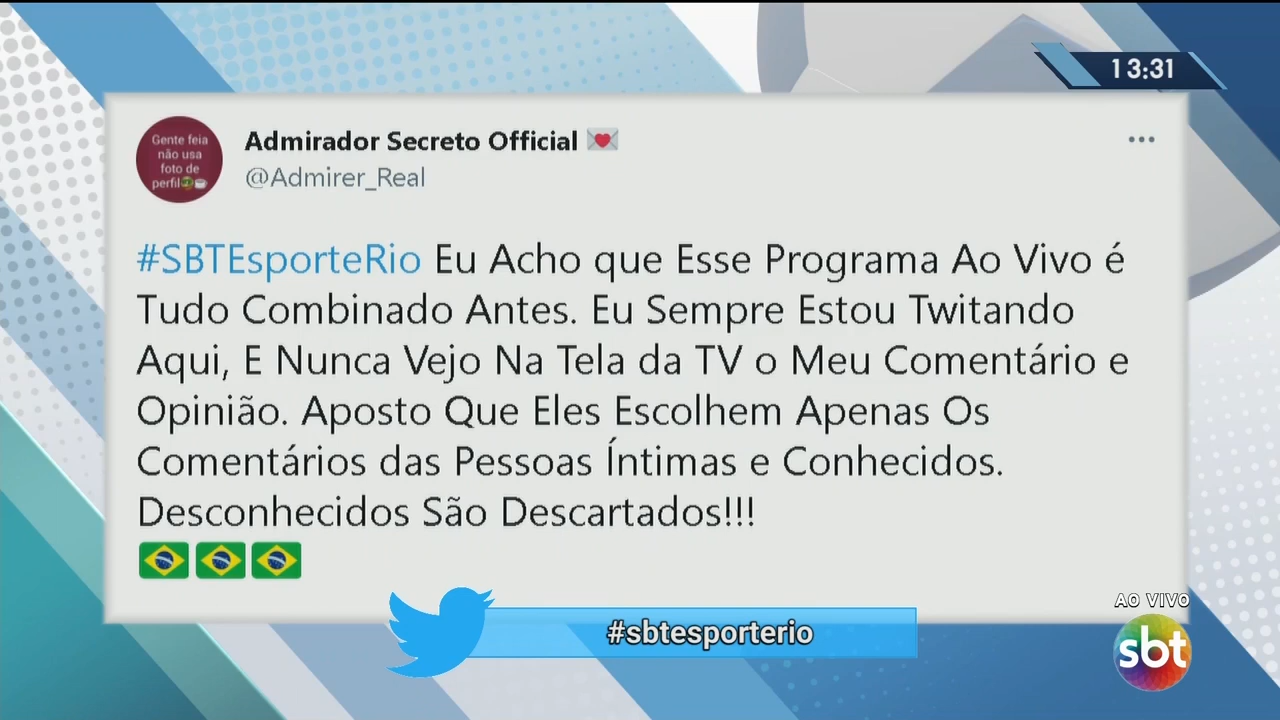 13:31
Gente feia
não usa
foto de
perfil
Admirador Secreto Official
@Admirer_Real
#SBTEsporteRio Eu Acho que Esse Programa Ao Vivo é
Tudo Combinado Antes. Eu Sempre Estou Twitando
Aqui, E Nunca Vejo Na Tela da TV o Meu Comentário e
Opinião. Aposto Que Eles Escolhem Apenas Os
Comentários das Pessoas Íntimas e Conhecidos.
Desconhecidos São Descartados!!!
#sbtesporterio
AO VIVO
sbt